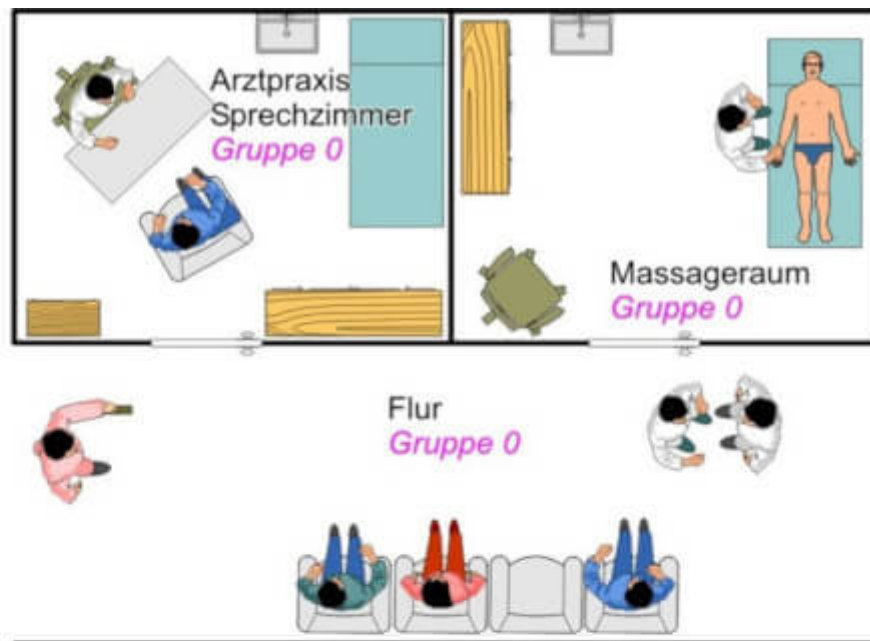 Arztpraxis
Sprechzimmer
Gruppe 0
Massageraum
Gruppe 0
Flur
Gruppe 0